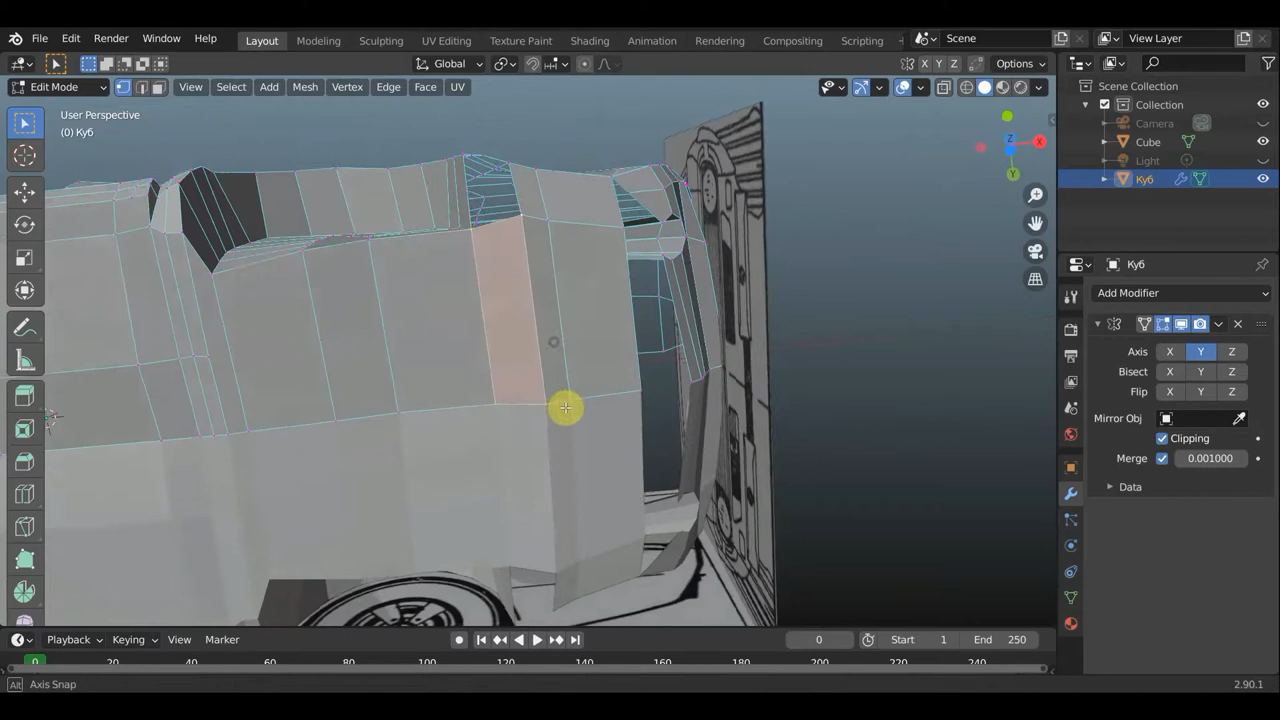 File Edit Render Window Help
Layout Modeling Sculpting UV Editing Texture Paint Shading Animation Rendering Compositing Scripting
Scene
View Layer
Global
X Y Z
Options
Edit Mode
View Select Add Mesh Vertex Edge Face UV
User Perspective
(0) Куб
Z
X
Y
Scene Collection
Collection
Camera
Cube
Light
Куб
Куб
Add Modifier
Axis X Y Z
Bisect X Y Z
Flip X Y Z
Mirror Obj
Clipping
Merge 0.001000
Data
Playback Keying View Marker
0 Start 1 End 250
0 20 40 60 80 100 120 140 160 180 200 220 240
Alt Axis Snap
2.90.1